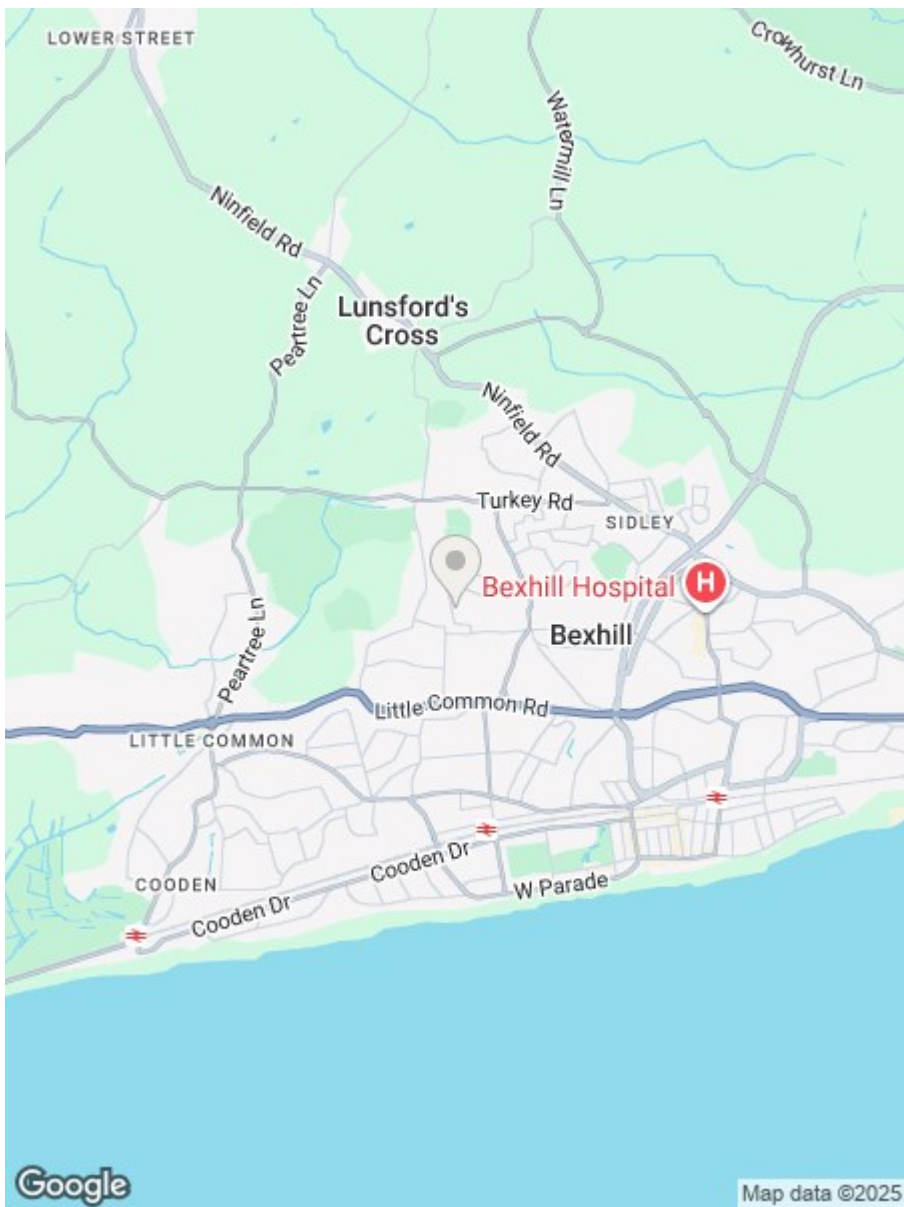 LOWER STREET
Crowhurst Ln
Watermill Ln
Ninfield Rd
Peartree Ln
Lunsford's
Cross
Ninfield Rd
Turkey Rd
SIDLEY
Bexhill Hospital
H
Bexhill
Peartree Ln
Little Common Rd
LITTLE COMMON
Cooden Dr
COODEN
W Parade
Cooden Dr
Google
Map data ©2025